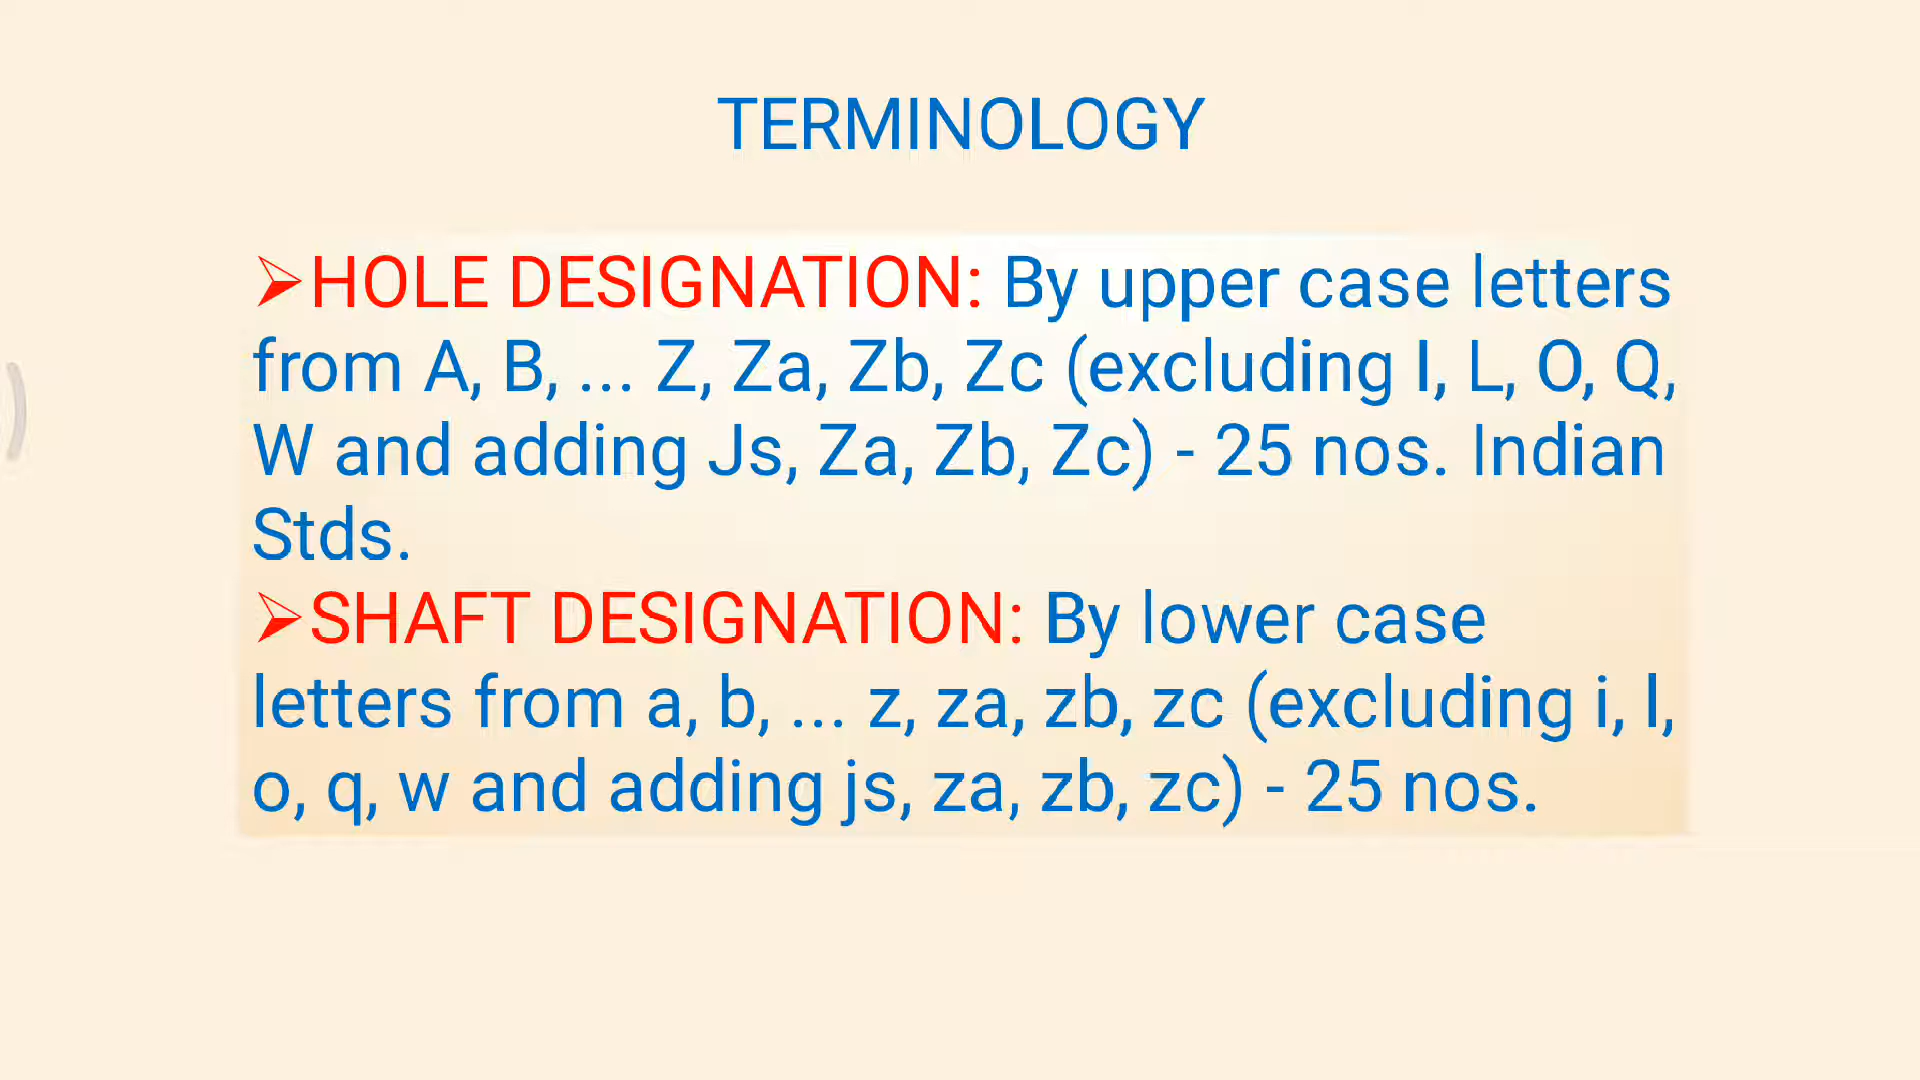 TERMINOLOGY
➢HOLE DESIGNATION: By upper case letters
from A, B, ... Z, Za, Zb, Zc (excluding I, L, O, Q,
W and adding Js, Za, Zb, Zc) - 25 nos. Indian
Stds.
➢SHAFT DESIGNATION: By lower case
letters from a, b, ... z, za, zb, zc (excluding i, l,
o, q, w and adding js, za, zb, zc) - 25 nos.